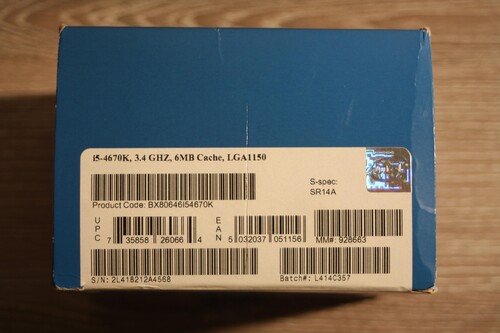 i5-4670K, 3.4 GHZ, 6MB Cache, LGA1150
S-spec:
SR14A
Product Code: BX80646I54670K
UPC 7 35858 26066 4
EAN 5 032037 051156
MM#: 928663
S/N: 2L418212A4568
Batch#: L414C357